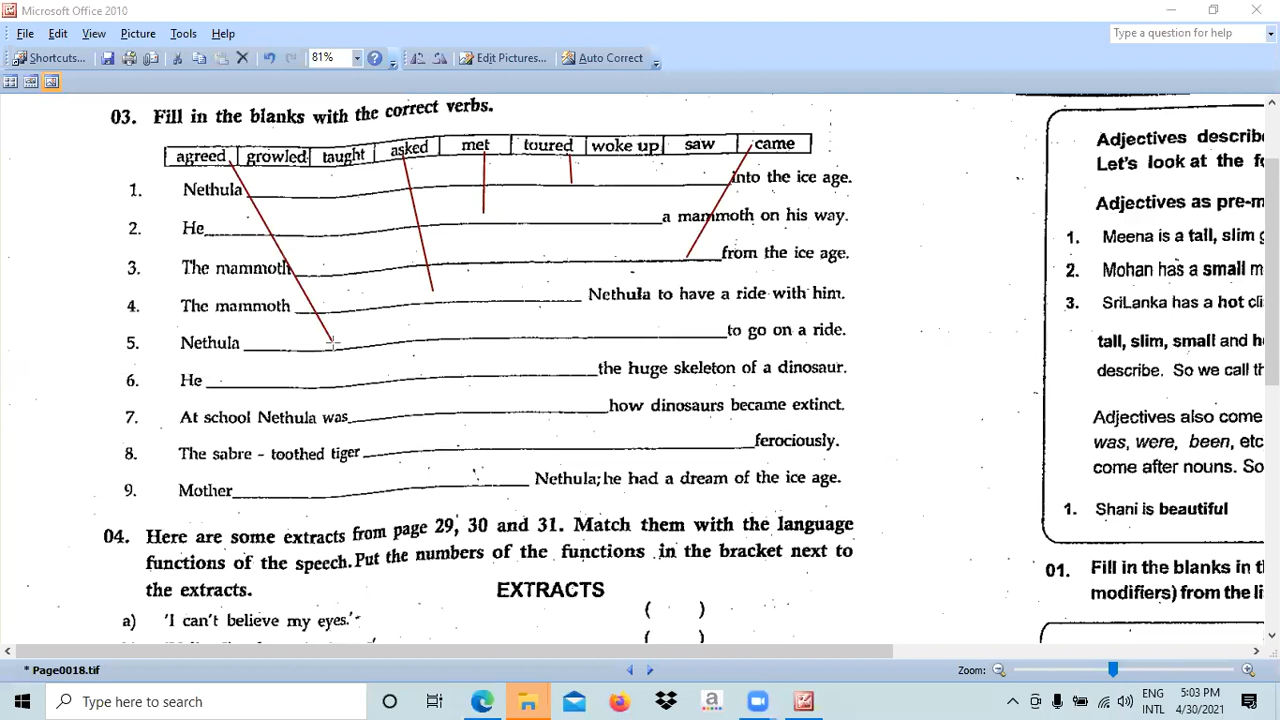 Microsoft Office 2010
File Edit View Picture Tools Help
Type a question for help
Shortcuts... 81% Edit Pictures... Auto Correct
03. Fill in the blanks with the correct verbs.
agreed growled taught asked met toured woke up saw came
1. Nethula into the ice age.
2. He a mammoth on his way.
3. The mammoth from the ice age.
4. The mammoth Nethula to have a ride with him.
5. Nethula to go on a ride.
6. He the huge skeleton of a dinosaur.
7. At school Nethula was how dinosaurs became extinct.
8. The sabre - toothed tiger ferociously.
9. Mother Nethula; he had a dream of the ice age.
04. Here are some extracts from page 29, 30 and 31. Match them with the language
functions of the speech. Put the numbers of the functions in the bracket next to
the extracts.
EXTRACTS
a) 'I can't believe my eyes.' ( )
( )
Adjectives describe
Let's look at the fo
Adjectives as pre-m
1. Meena is a tall, slim g
2. Mohan has a small m
3. SriLanka has a hot cli
tall, slim, small and h
describe. So we call th
Adjectives also come
was, were, been, etc
come after nouns. So
1. Shani is beautiful
01. Fill in the blanks in t
modifiers) from the li
* Page0018.tif Zoom:
Type here to search
a
ENG
INTL
5:03 PM
4/30/2021